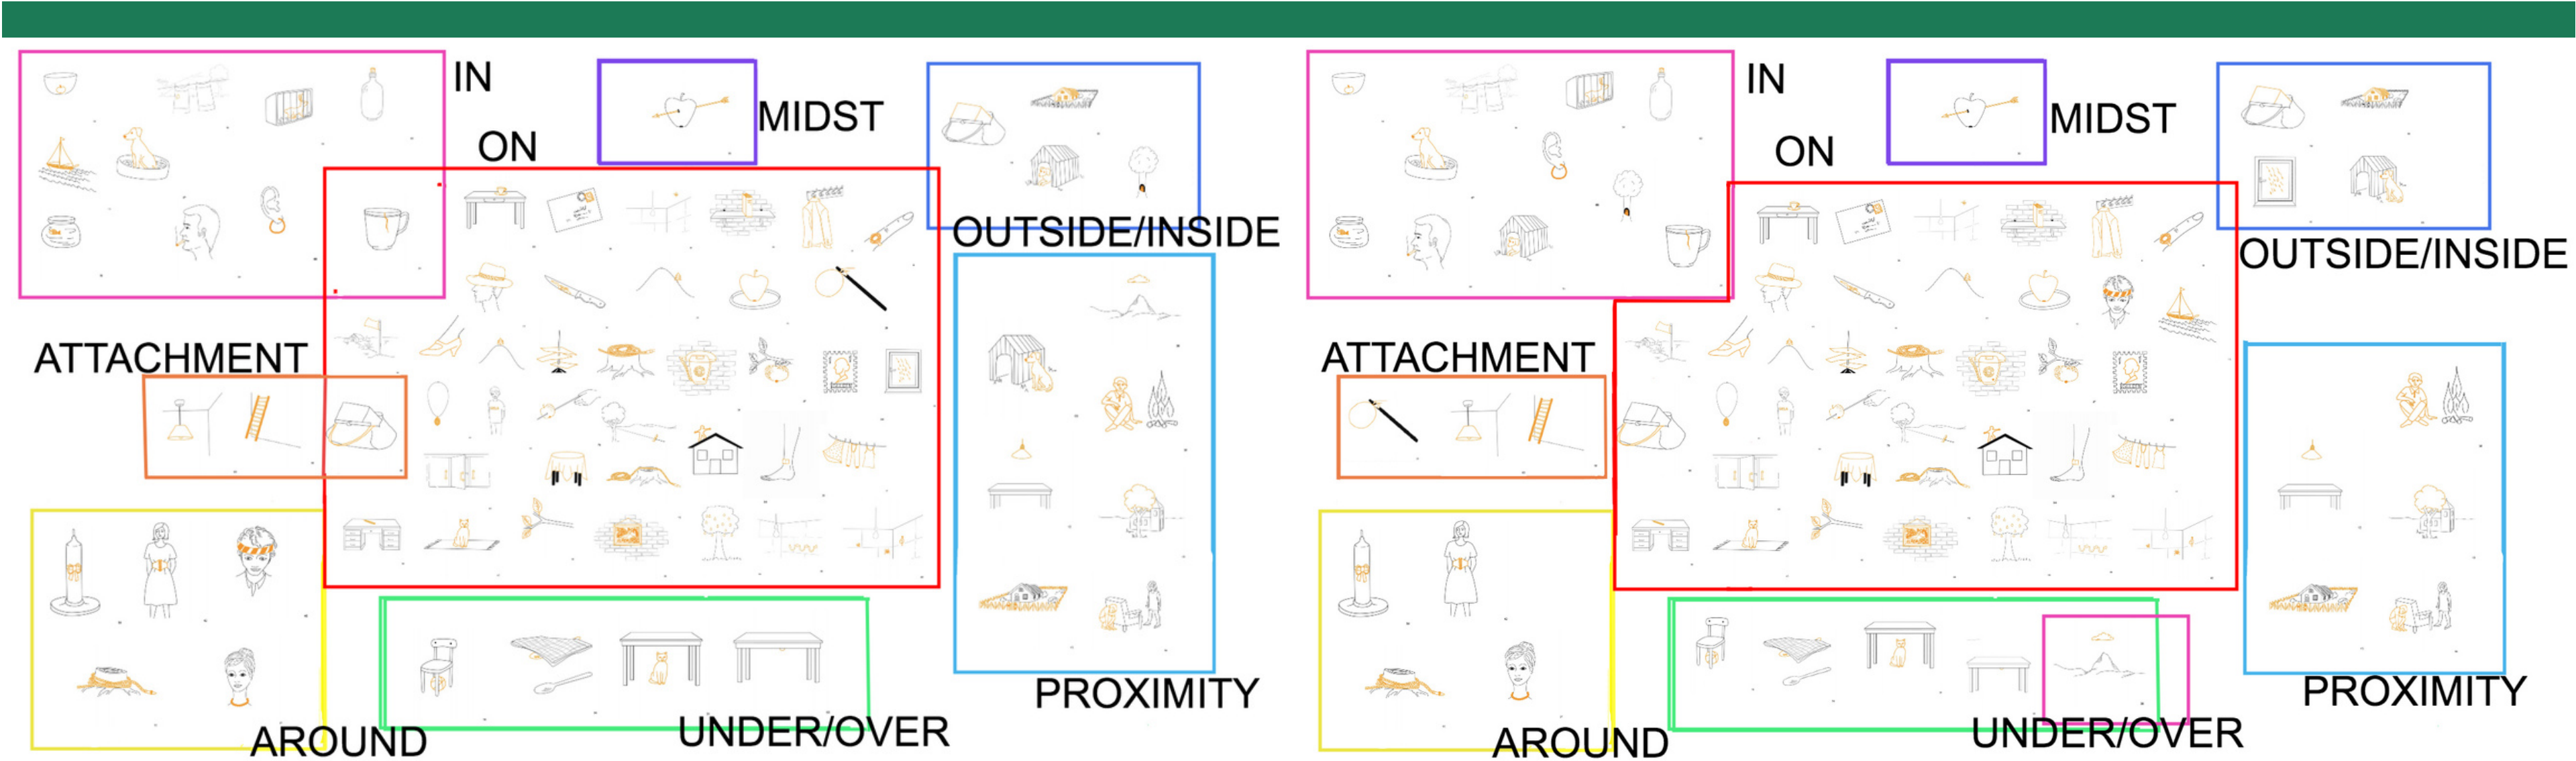 IN
MIDST
ON
OUTSIDE/INSIDE
ATTACHMENT
PROXIMITY
UNDER/OVER
AROUND
IN
MIDST
ON
OUTSIDE/INSIDE
ATTACHMENT
PROXIMITY
UNDER/OVER
AROUND